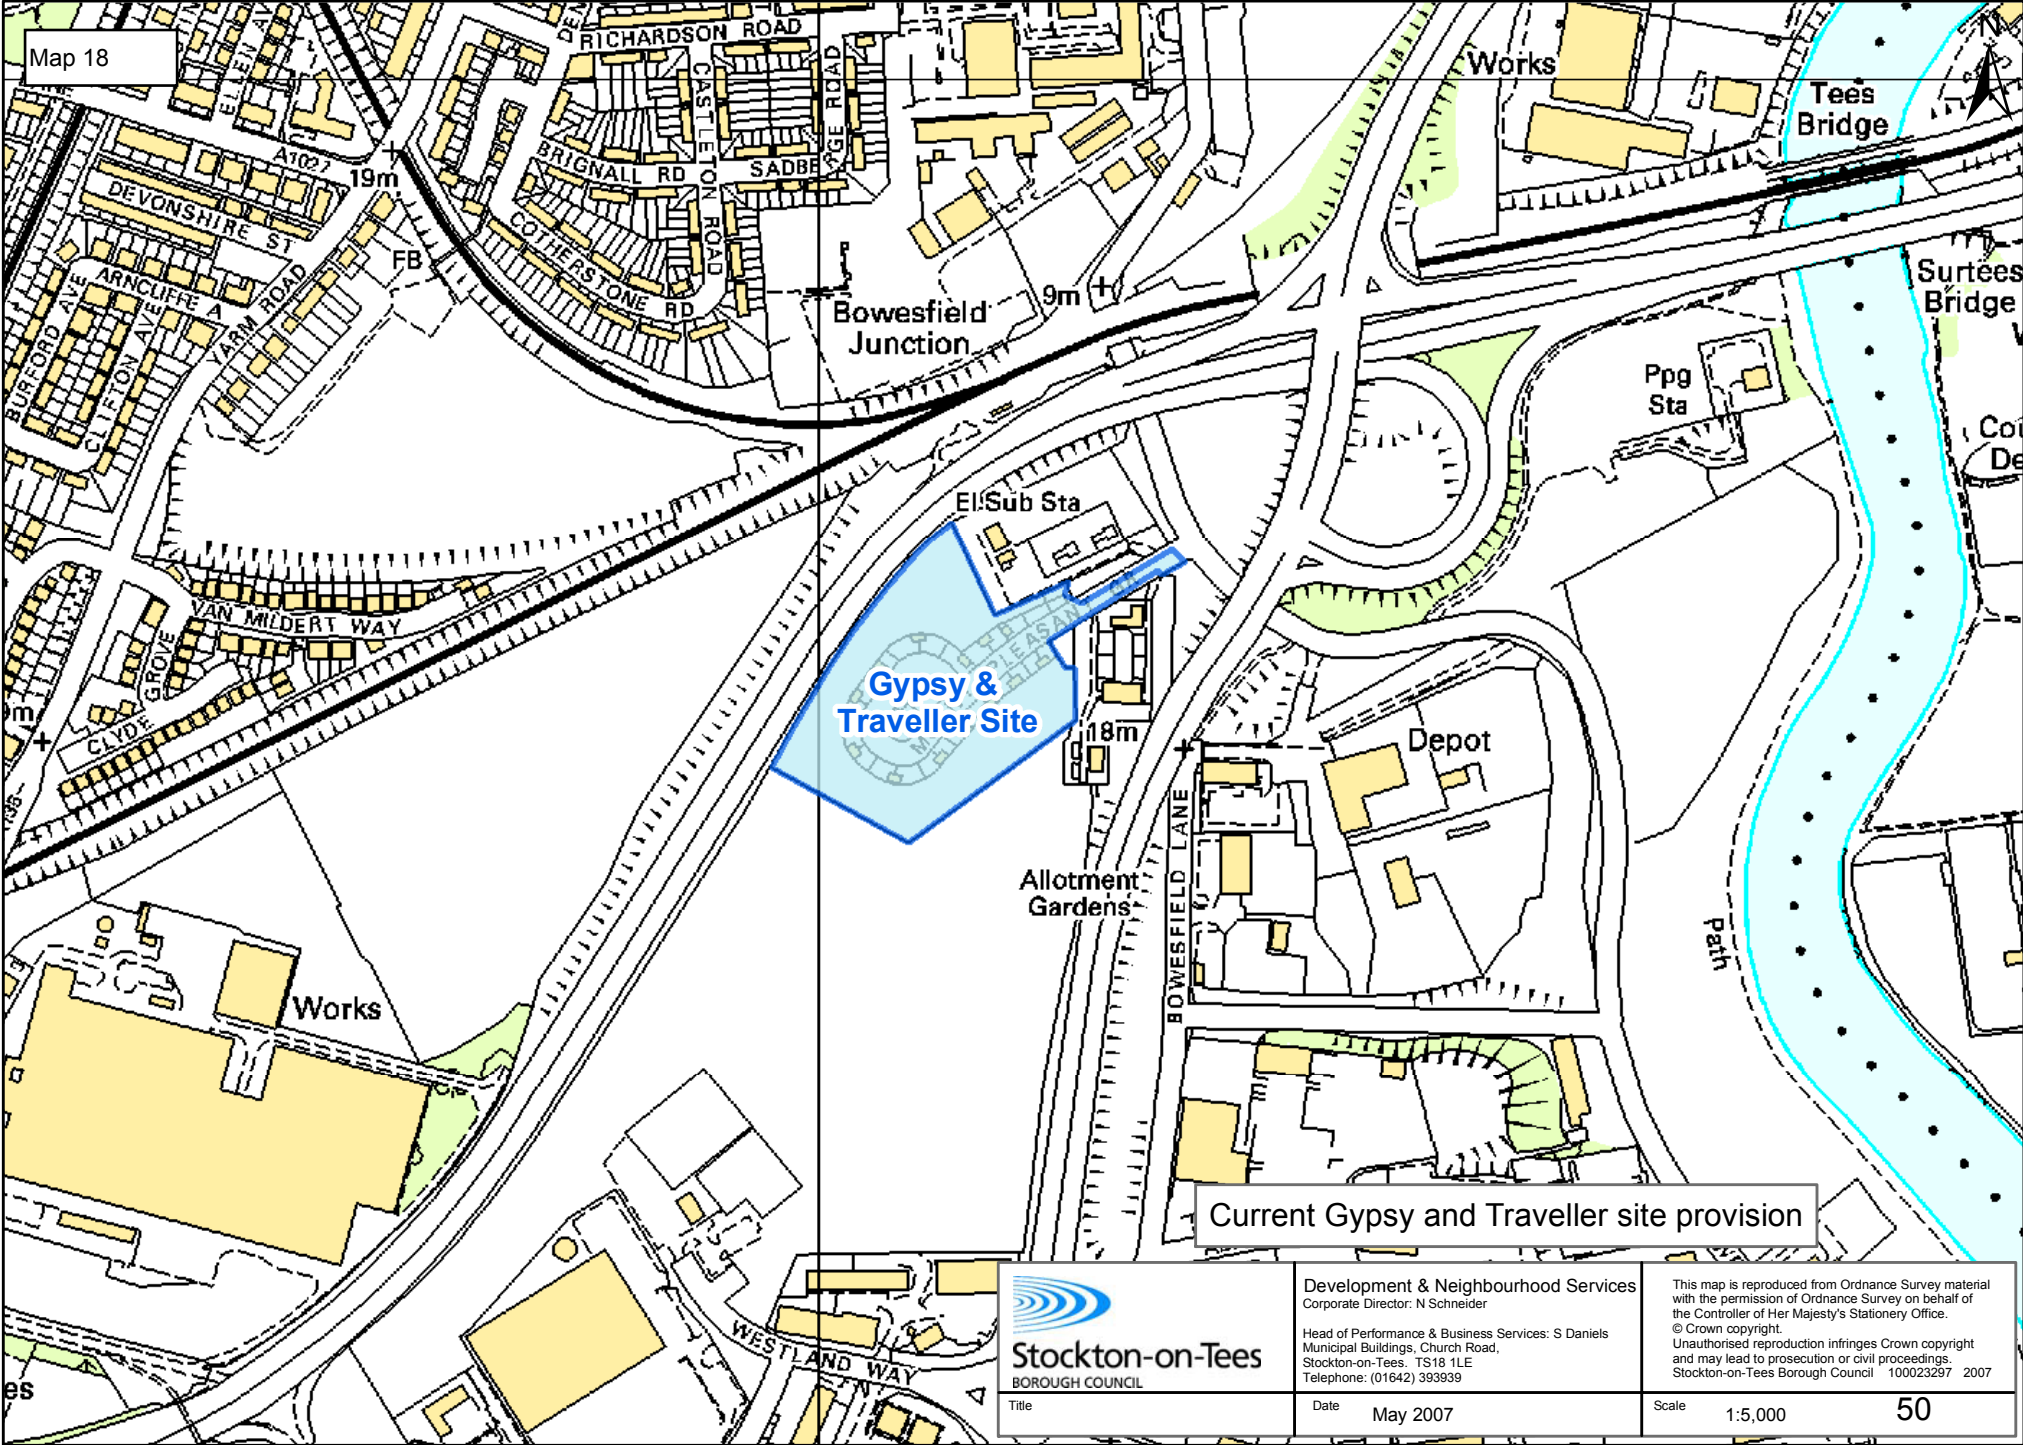 Map 18
RICHARDSON ROAD
ELLEN AV
CASTLETON ROAD
Works
N
Tees
Bridge
A1027
19m
BRIGNALL RD
SADBERGE ROAD
DEVONSHIRE ST
COTHERSTONE RD
FB
ARNCLIFFE A
YARM ROAD
BURFORD AVE
CLIFTON AVE
Bowesfield
Junction
9m
Surtees
Bridge
Ppg
Sta
El Sub Sta
VAN MILDERT WAY
CLYDE GROVE
Gypsy &
Traveller Site
18m
Depot
BOWESFIELD LANE
Allotment
Gardens
Path
Works
WESTLAND WAY
es
Current Gypsy and Traveller site provision
Stockton-on-Tees
BOROUGH COUNCIL
Development & Neighbourhood Services
Corporate Director: N Schneider
Head of Performance & Business Services: S Daniels
Municipal Buildings, Church Road,
Stockton-on-Tees. TS18 1LE
Telephone: (01642) 393939
This map is reproduced from Ordnance Survey material
with the permission of Ordnance Survey on behalf of
the Controller of Her Majesty's Stationery Office.
© Crown copyright.
Unauthorised reproduction infringes Crown copyright
and may lead to prosecution or civil proceedings.
Stockton-on-Tees Borough Council 100023297 2007
Title
Date May 2007
Scale 1:5,000
50